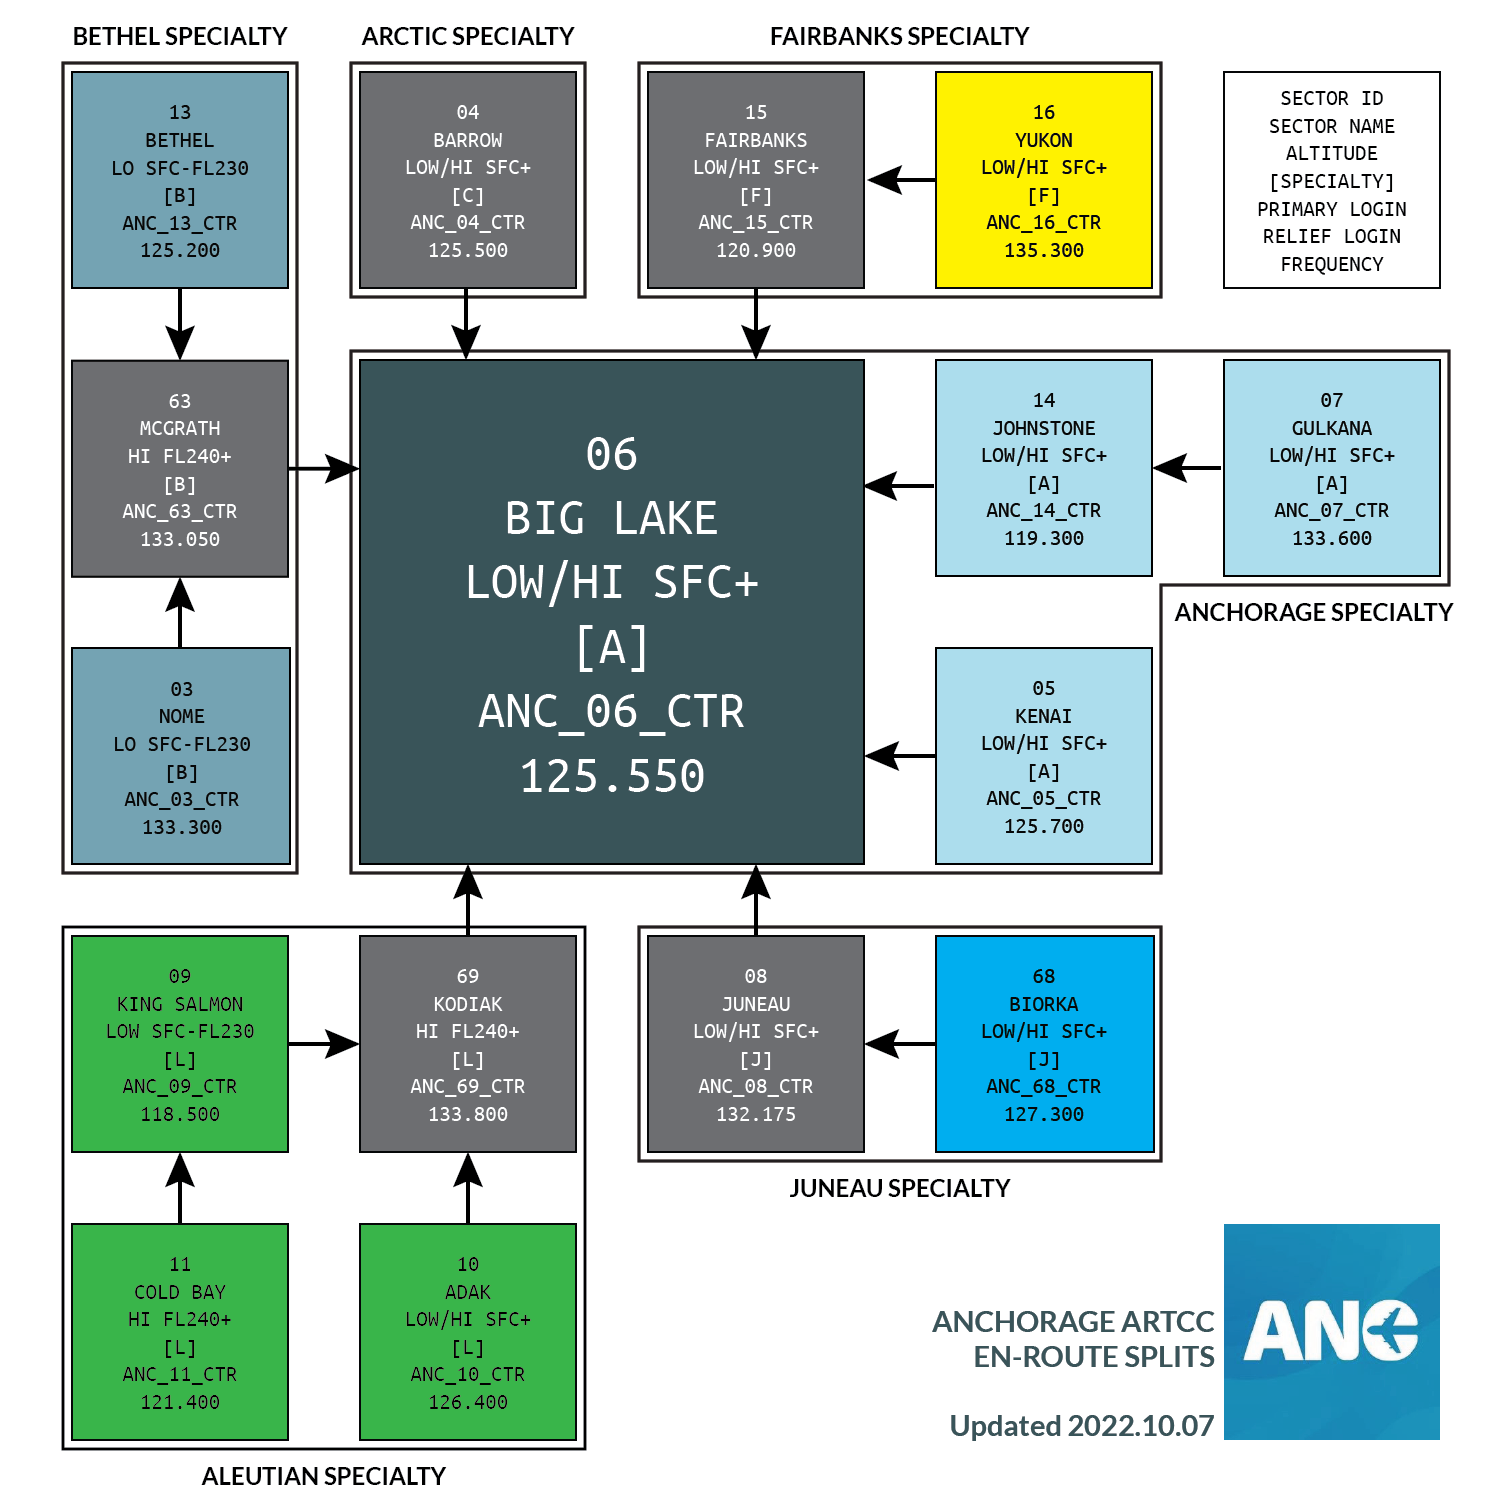 BETHEL SPECIALTY
ARCTIC SPECIALTY
FAIRBANKS SPECIALTY
13
BETHEL
LO SFC-FL230
[B]
ANC_13_CTR
125.200
04
BARROW
LOW/HI SFC+
[C]
ANC_04_CTR
125.500
15
FAIRBANKS
LOW/HI SFC+
[F]
ANC_15_CTR
120.900
16
YUKON
LOW/HI SFC+
[F]
ANC_16_CTR
135.300
SECTOR ID
SECTOR NAME
ALTITUDE
[SPECIALTY]
PRIMARY LOGIN
RELIEF LOGIN
FREQUENCY
63
MCGRATH
HI FL240+
[B]
ANC_63_CTR
133.050
06
BIG LAKE
LOW/HI SFC+
[A]
ANC_06_CTR
125.550
14
JOHNSTONE
LOW/HI SFC+
[A]
ANC_14_CTR
119.300
07
GULKANA
LOW/HI SFC+
[A]
ANC_07_CTR
133.600
ANCHORAGE SPECIALTY
03
NOME
LO SFC-FL230
[B]
ANC_03_CTR
133.300
05
KENAI
LOW/HI SFC+
[A]
ANC_05_CTR
125.700
09
KING SALMON
LOW SFC-FL230
[L]
ANC_09_CTR
118.500
69
KODIAK
HI FL240+
[L]
ANC_69_CTR
133.800
08
JUNEAU
LOW/HI SFC+
[J]
ANC_08_CTR
132.175
68
BIORKA
LOW/HI SFC+
[J]
ANC_68_CTR
127.300
JUNEAU SPECIALTY
11
COLD BAY
HI FL240+
[L]
ANC_11_CTR
121.400
10
ADAK
LOW/HI SFC+
[L]
ANC_10_CTR
126.400
ALEUTIAN SPECIALTY
ANCHORAGE ARTCC
EN-ROUTE SPLITS
Updated 2022.10.07
ANC